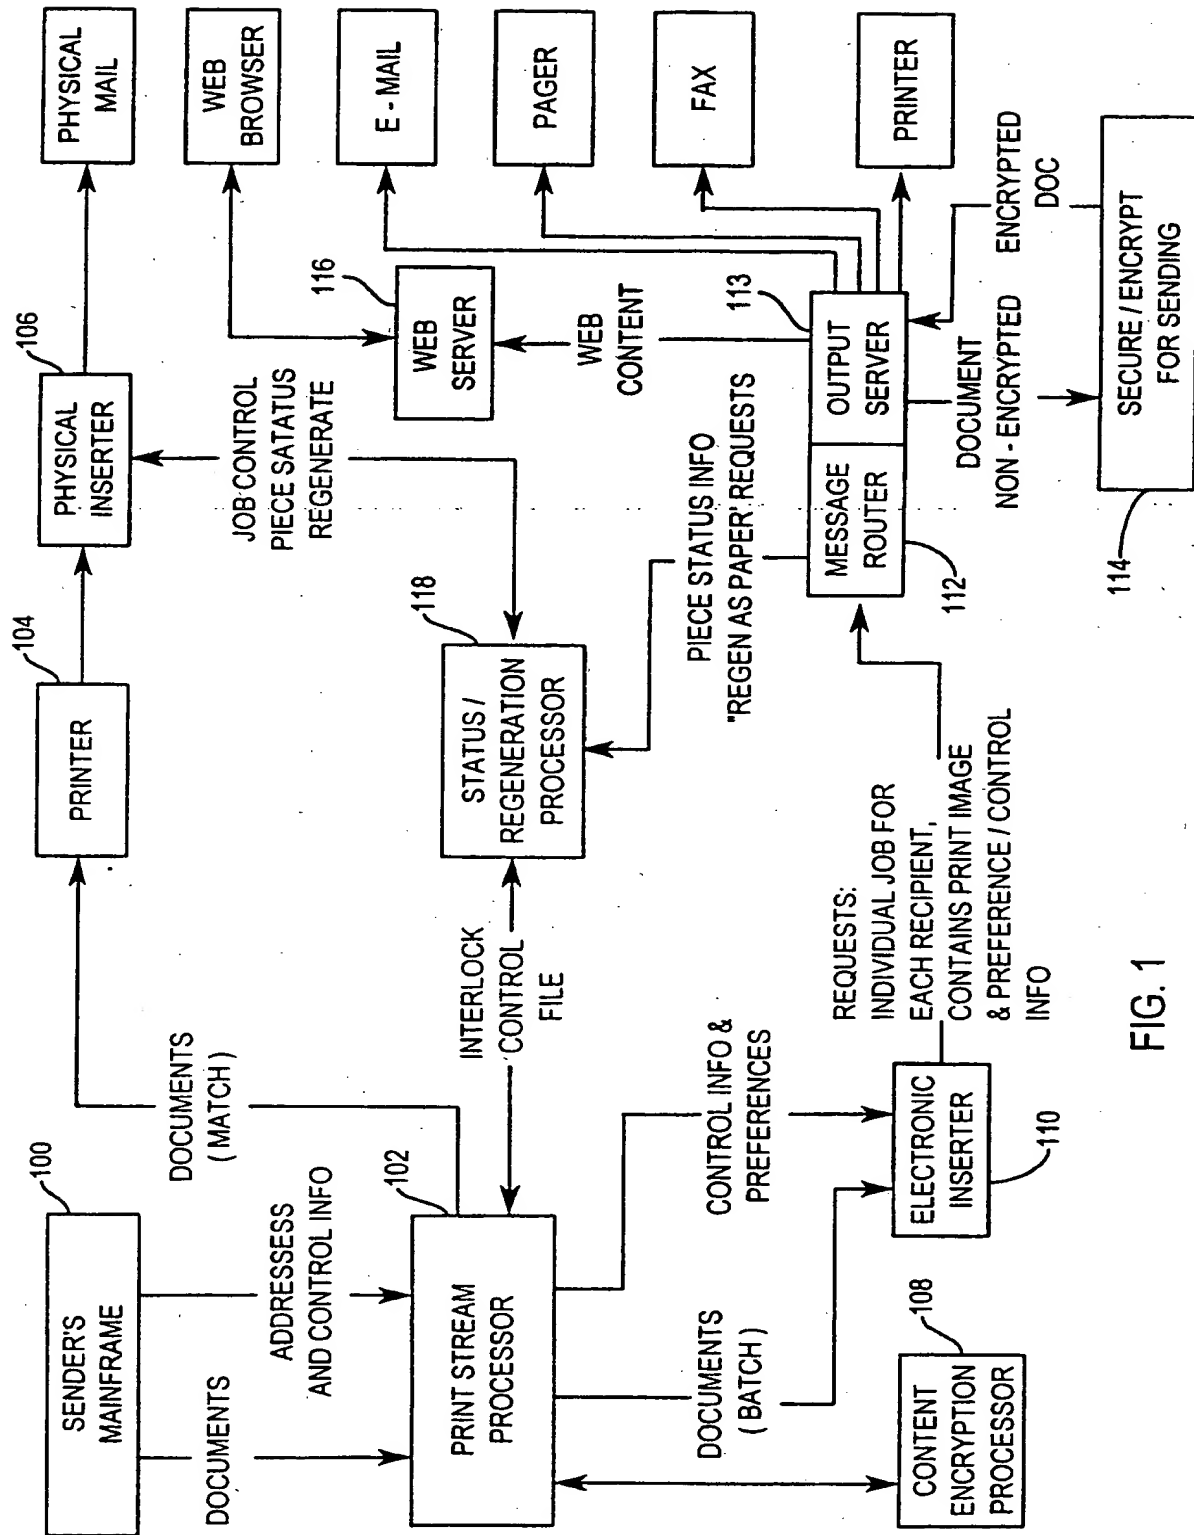 100
SENDER'S
MAINFRAME
DOCUMENTS
ADDRESSESS
AND CONTROL INFO
DOCUMENTS
( MATCH )
104
PRINTER
106
PHYSICAL
INSERTER
PHYSICAL
MAIL
102
PRINT STREAM
PROCESSOR
INTERLOCK
CONTROL
FILE
118
STATUS /
REGENERATION
PROCESSOR
JOB CONTROL
PIECE SATATUS
REGENERATE
116
WEB
SERVER
WEB
BROWSER
E - MAIL
PAGER
FAX
PRINTER
WEB
CONTENT
PIECE STATUS INFO
"REGEN AS PAPER' REQUESTS
113
MESSAGE
ROUTER
OUTPUT
SERVER
112
DOCUMENTS
( BATCH )
CONTROL INFO &
PREFERENCES
108
CONTENT
ENCRYPTION
PROCESSOR
ELECTRONIC
INSERTER
110
REQUESTS:
INDIVIDUAL JOB FOR
EACH RECIPIENT,
CONTAINS PRINT IMAGE
& PREFERENCE / CONTROL
INFO
DOCUMENT
NON - ENCRYPTED
ENCRYPTED
DOC
SECURE / ENCRYPT
FOR SENDING
114
FIG. 1